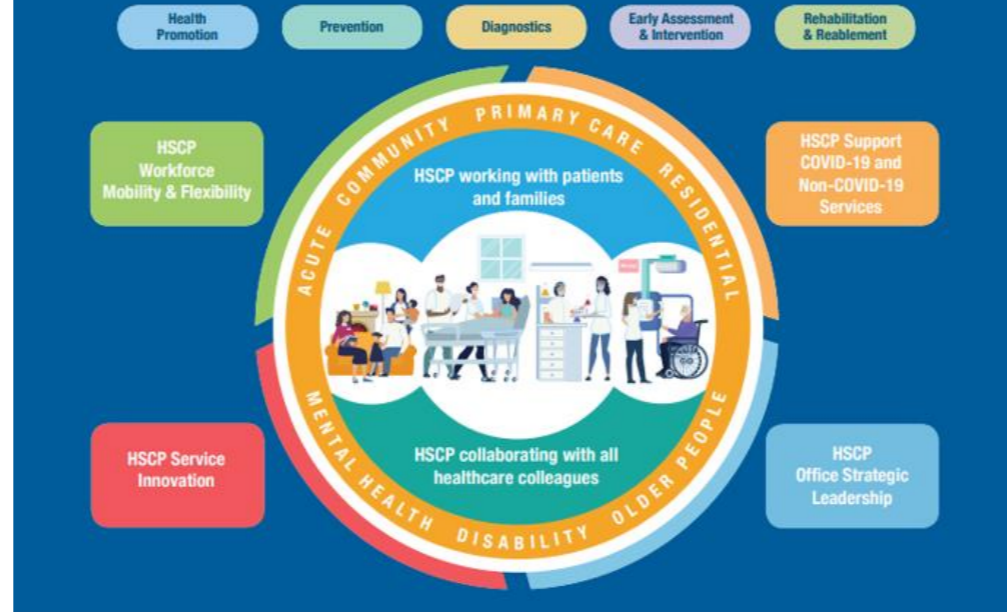 Health
Promotion
Prevention
Diagnostics
Early Assessment
& Intervention
Rehabilitation
& Reablement
HSCP
Workforce
Mobility & Flexibility
HSCP Support
COVID-19 and
Non-COVID-19
Services
ACUTE COMMUNITY PRIMARY CARE RESIDENTIAL
HSCP working with patients
and families
HSCP collaborating with all
healthcare colleagues
MENTAL HEALTH DISABILITY OLDER PEOPLE
HSCP Service
Innovation
HSCP
Office Strategic
Leadership